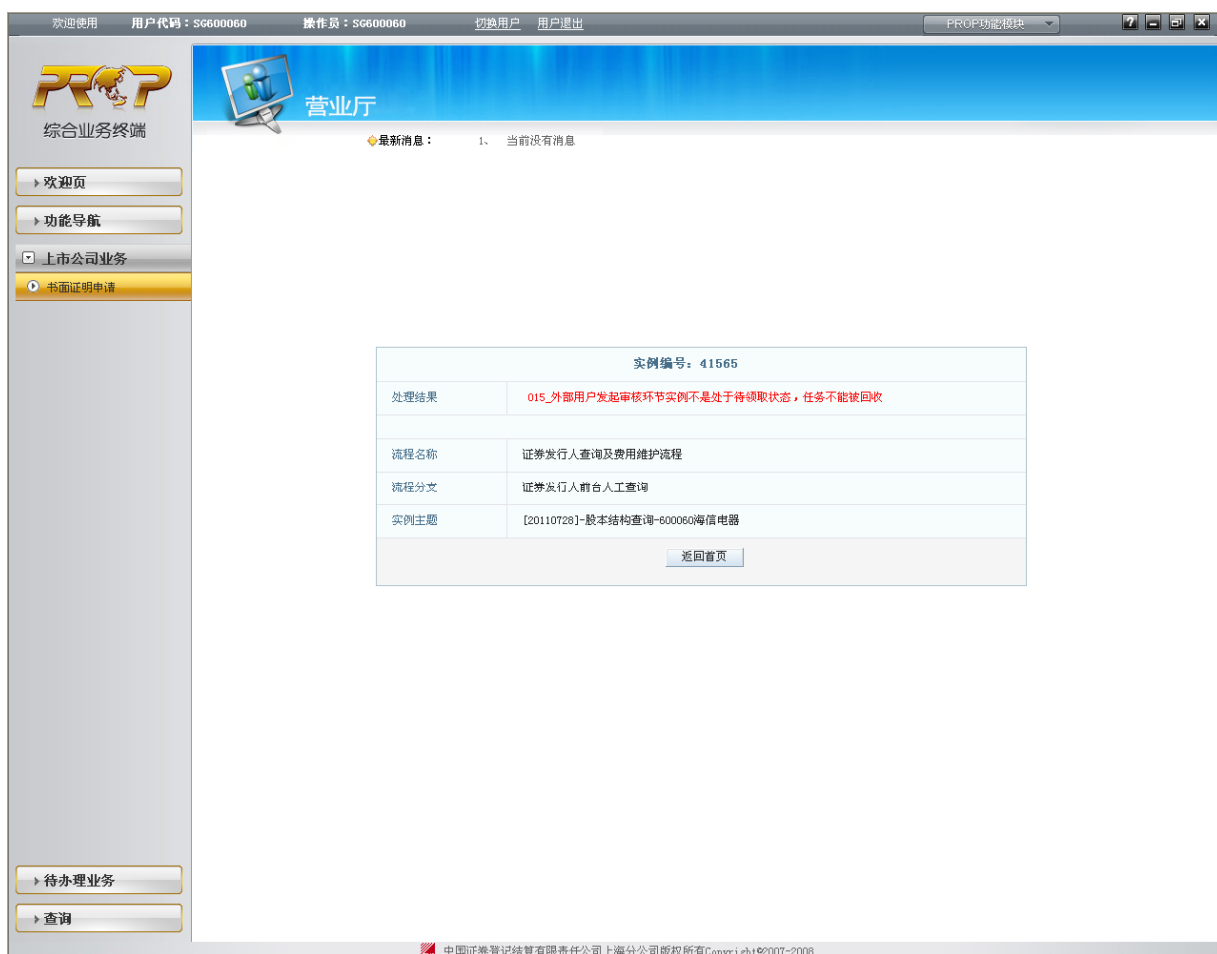 欢迎使用 用户代码：SG600060 操作员：SG600060 切换用户 用户退出 PROP功能模块
PROP
综合业务终端
营业厅
最新消息： 1、 当前没有消息
欢迎页
功能导航
上市公司业务
书面证明申请
实例编号：41565
处理结果 015_外部用户发起审核环节实例不是处于待领取状态，任务不能被回收
流程名称 证券发行人查询及费用维护流程
流程分支 证券发行人前台人工查询
实例主题 [20110728]-股本结构查询-600060海信电器
返回首页
待办理业务
查询
中国证券登记结算有限责任公司上海分公司版权所有Copyright©2007-2008